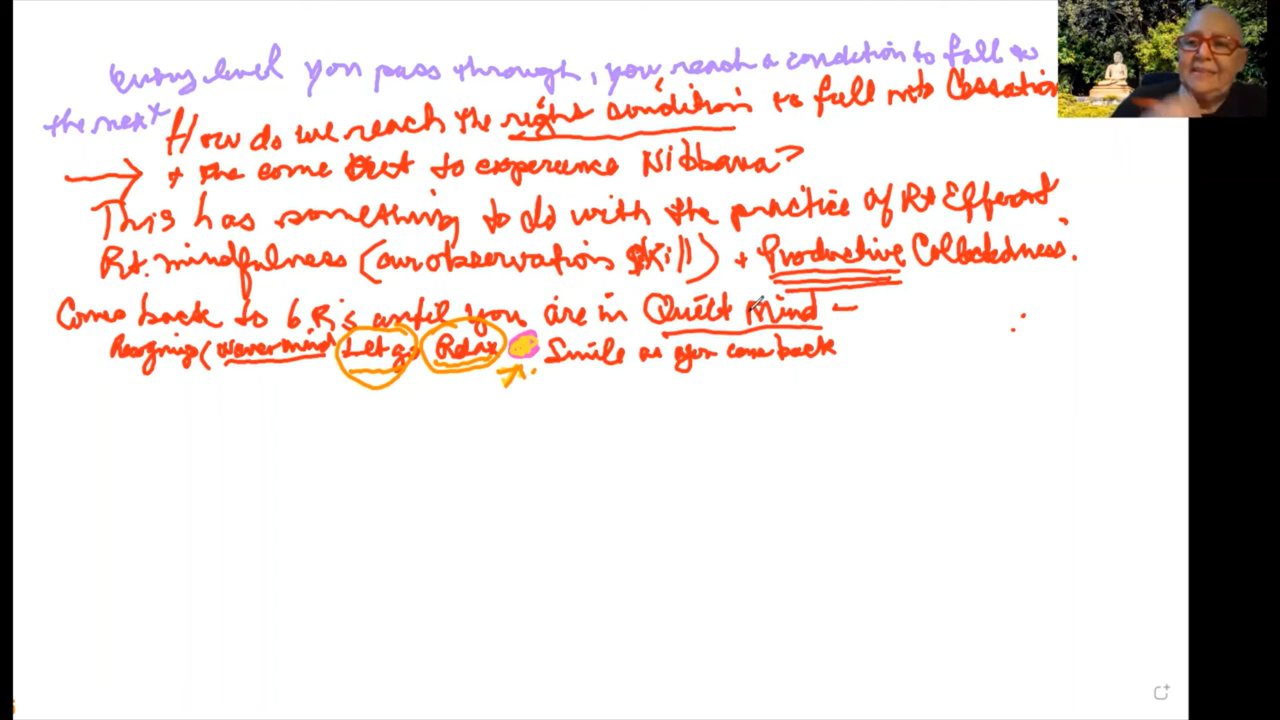 Every level you pass through, you reach a condition to fall to
the next
How do we reach the right condition to fall into Cessation
→ + the come out to experience Nibbana?
This has something to do with the practice of Rt Effort
Rt. mindfulness (our observation skill) + Productive Collectedness.
Comes back to 6 R's until you are in Quiet Mind -
(waver mind Let go Relax Smile as you come back